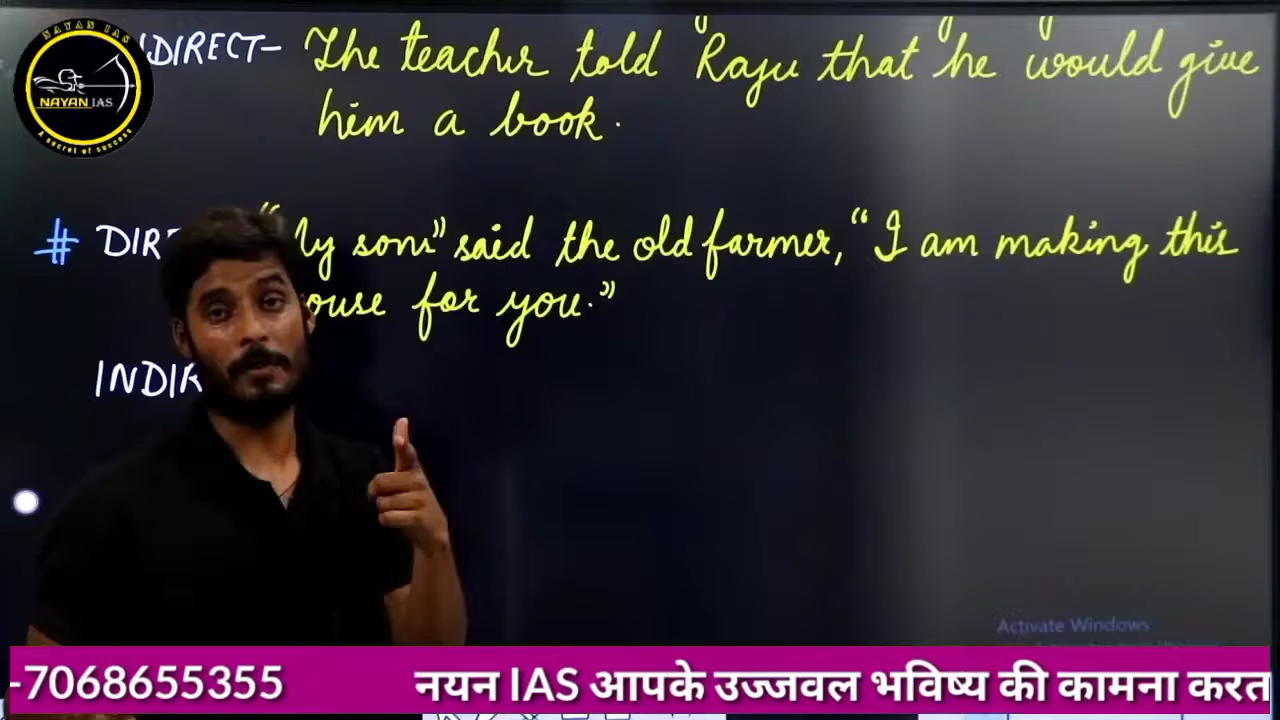 NAYAN IAS
NAYAN IAS
A secret of success
INDIRECT- The teacher told Raju that he would give
him a book.
# DIR "My son" said the old farmer, "I am making this
ouse for you."
INDIR
Activate Windows
-7068655355 नयन IAS आपके उज्जवल भविष्य की कामना करत